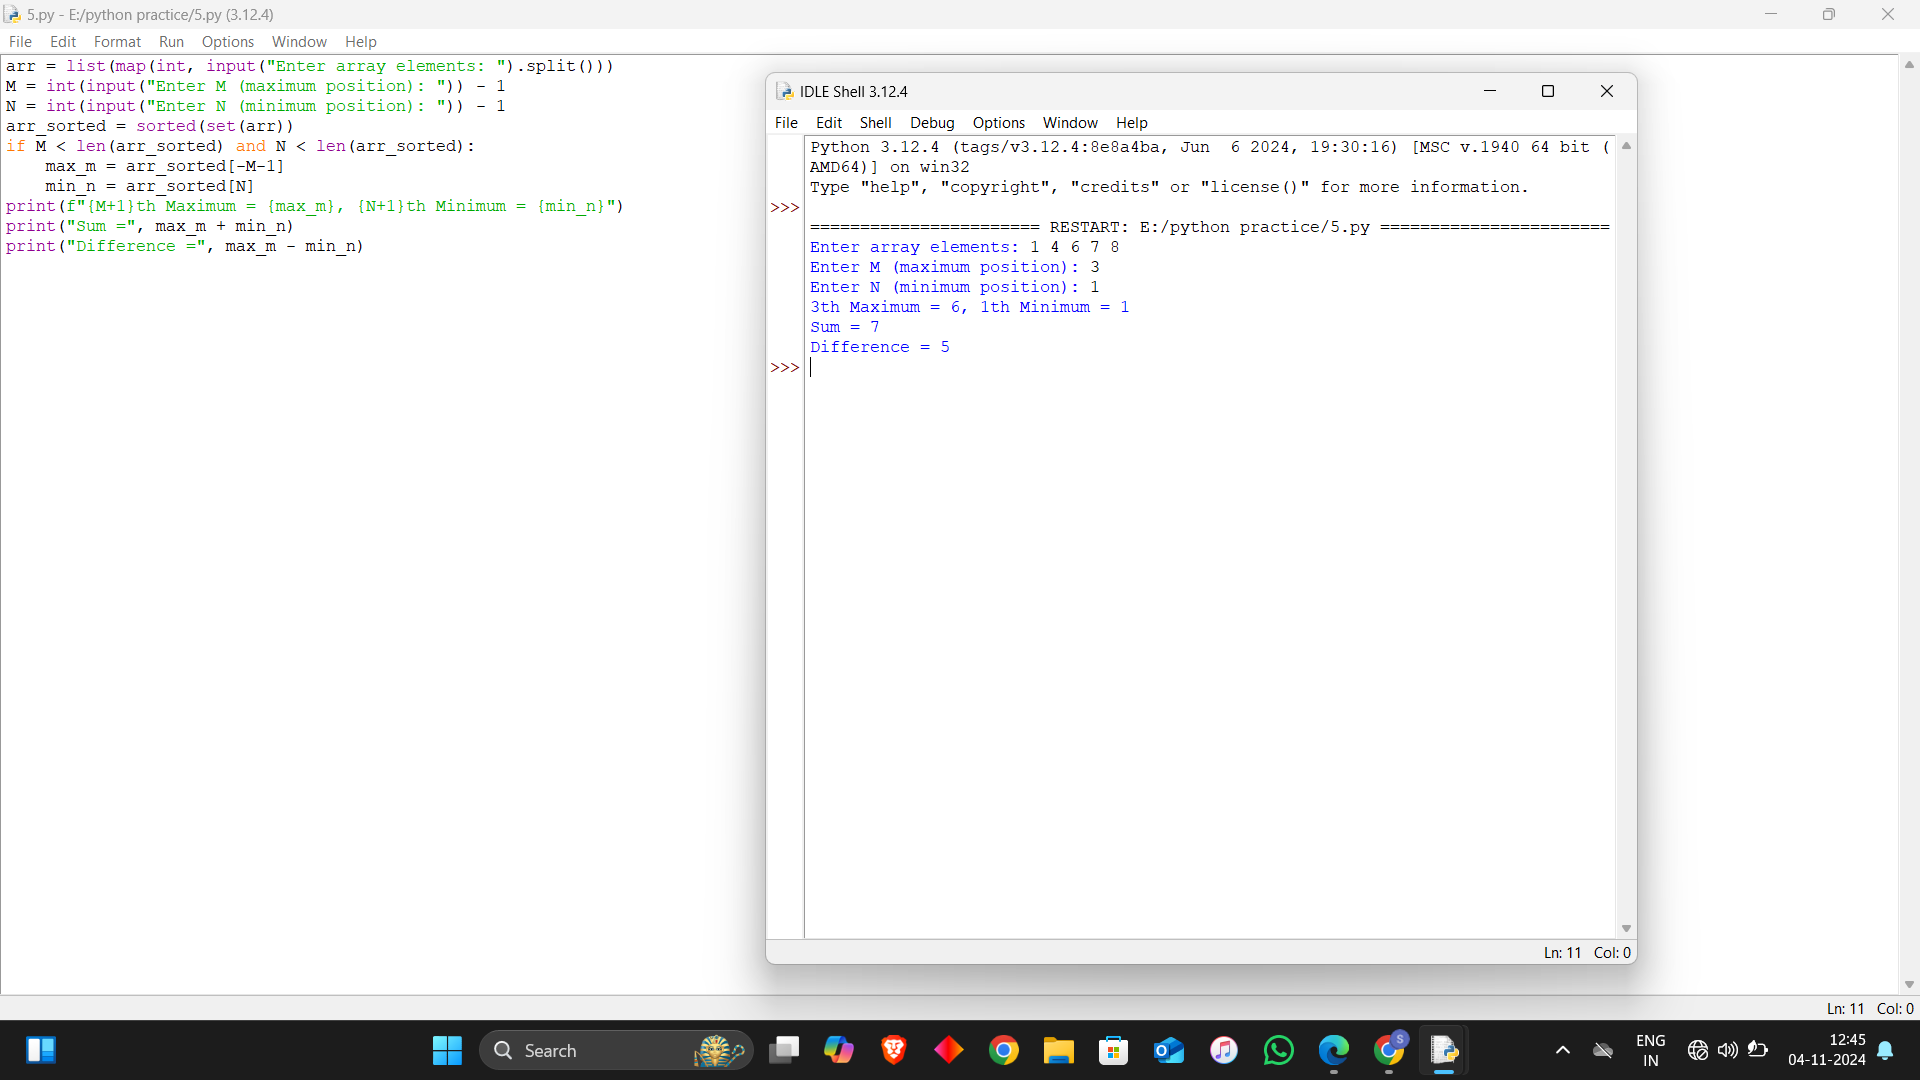 5.py - E:/python practice/5.py (3.12.4)
File Edit Format Run Options Window Help
arr = list(map(int, input("Enter array elements: ").split()))
M = int(input("Enter M (maximum position): ")) - 1
N = int(input("Enter N (minimum position): ")) - 1
arr_sorted = sorted(set(arr))
if M < len(arr_sorted) and N < len(arr_sorted):
    max_m = arr_sorted[-M-1]
    min_n = arr_sorted[N]
print(f"{M+1}th Maximum = {max_m}, {N+1}th Minimum = {min_n}")
print("Sum =", max_m + min_n)
print("Difference =", max_m - min_n)
IDLE Shell 3.12.4
File Edit Shell Debug Options Window Help
Python 3.12.4 (tags/v3.12.4:8e8a4ba, Jun  6 2024, 19:30:16) [MSC v.1940 64 bit (
AMD64)] on win32
Type "help", "copyright", "credits" or "license()" for more information.
>>>
======================= RESTART: E:/python practice/5.py =======================
Enter array elements: 1 4 6 7 8
Enter M (maximum position): 3
Enter N (minimum position): 1
3th Maximum = 6, 1th Minimum = 1
Sum = 7
Difference = 5
>>>
Ln: 11 Col: 0
Ln: 11 Col: 0
Search
S
ENG
IN
12:45
04-11-2024